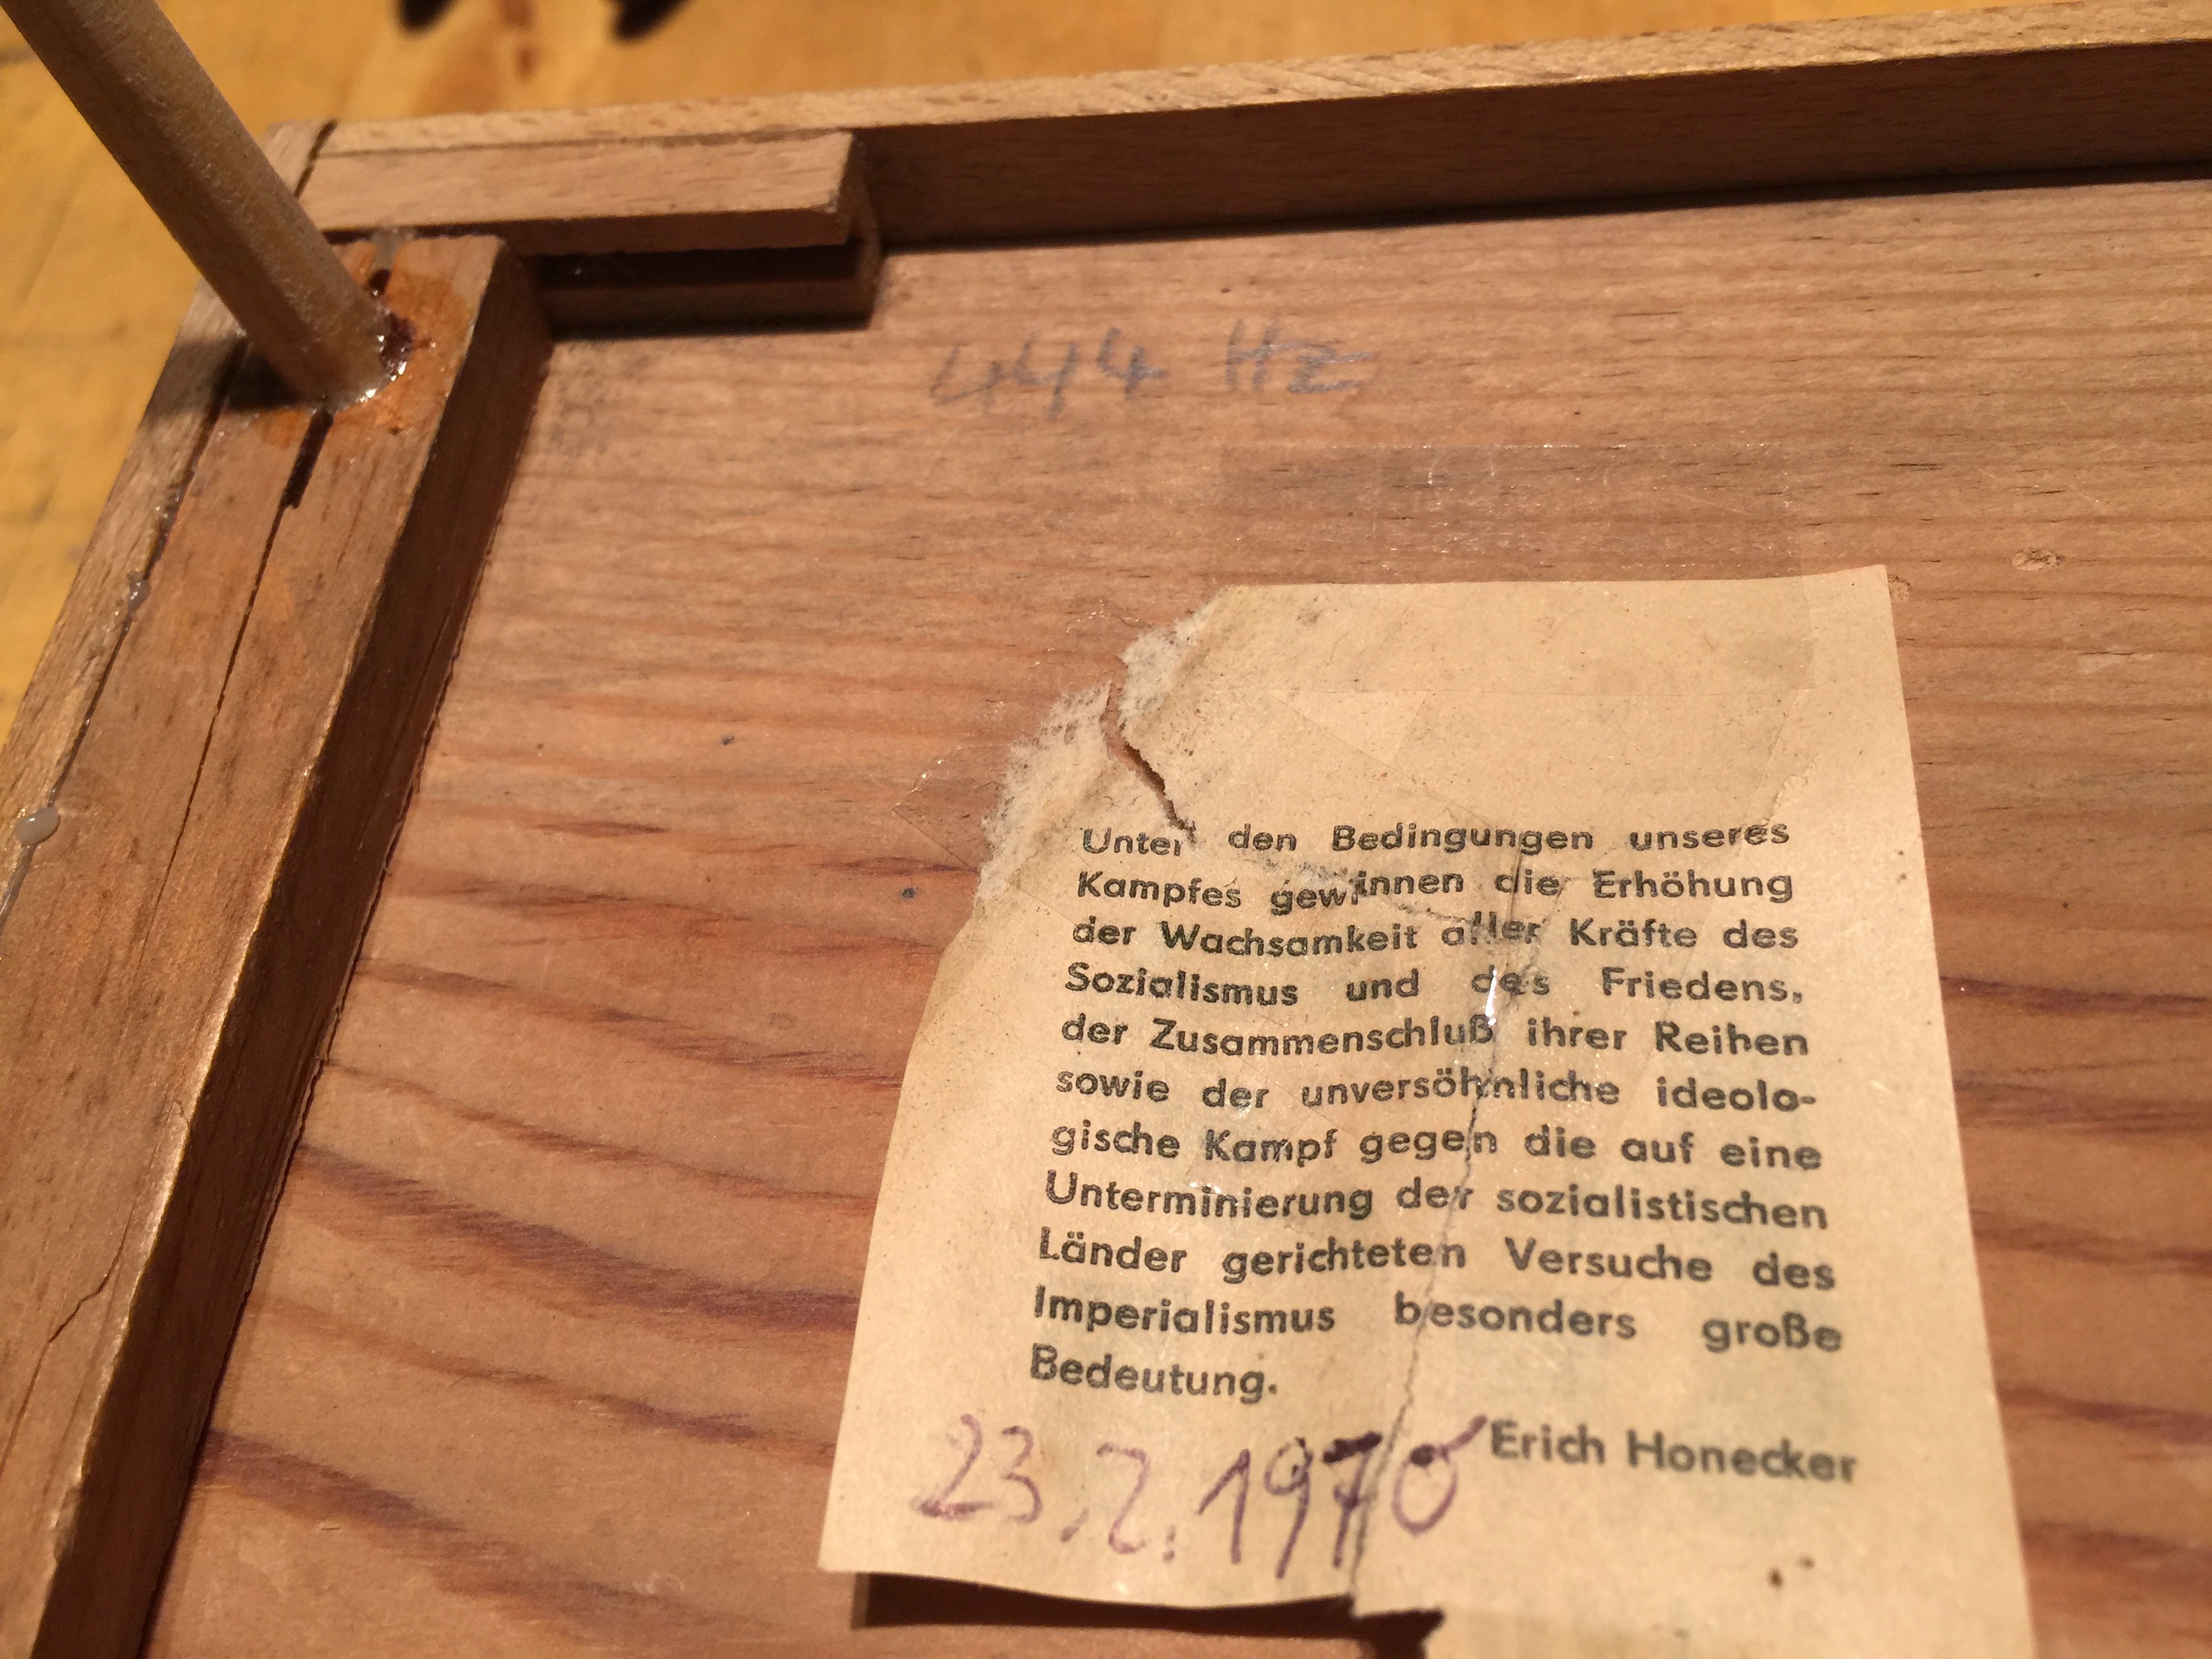 444 Hz
Unter den Bedingungen unseres
Kampfes gewinnen die Erhöhung
der Wachsamkeit aller Kräfte des
Sozialismus und des Friedens,
der Zusammenschluß ihrer Reihen
sowie der unversöhnliche ideolo-
gische Kampf gegen die auf eine
Unterminierung der sozialistischen
Länder gerichteten Versuche des
Imperialismus besonders große
Bedeutung.
Erich Honecker
23.2.1970